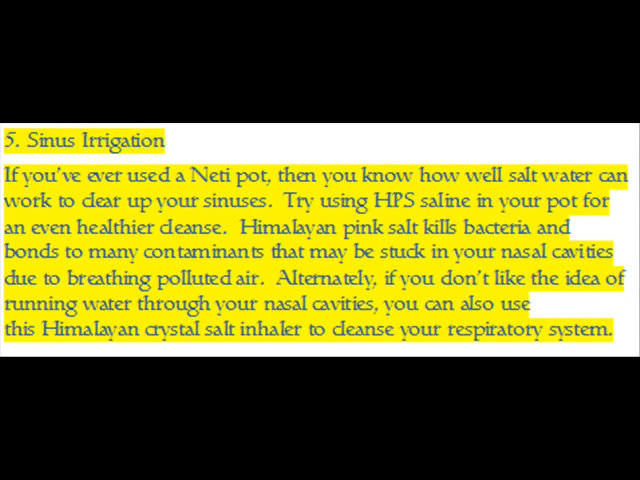 5. Sinus Irrigation
If you've ever used a Neti pot, then you know how well salt water can
work to clear up your sinuses.  Try using HPS saline in your pot for
an even healthier cleanse.  Himalayan pink salt kills bacteria and
bonds to many contaminants that may be stuck in your nasal cavities
due to breathing polluted air.  Alternately, if you don't like the idea of
running water through your nasal cavities, you can also use
this Himalayan crystal salt inhaler to cleanse your respiratory system.